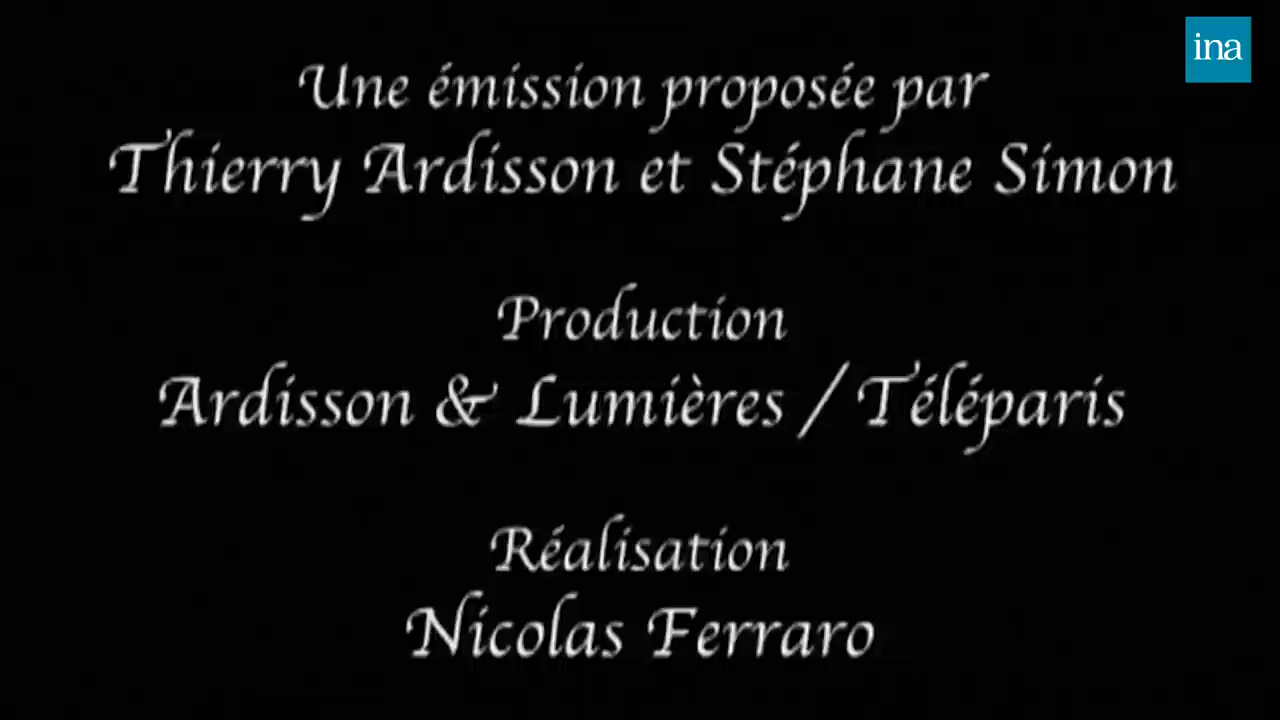 ina
Une émission proposée par
Thierry Ardisson et Stéphane Simon
Production
Ardisson & Lumières / Téléparis
Réalisation
Nicolas Ferraro